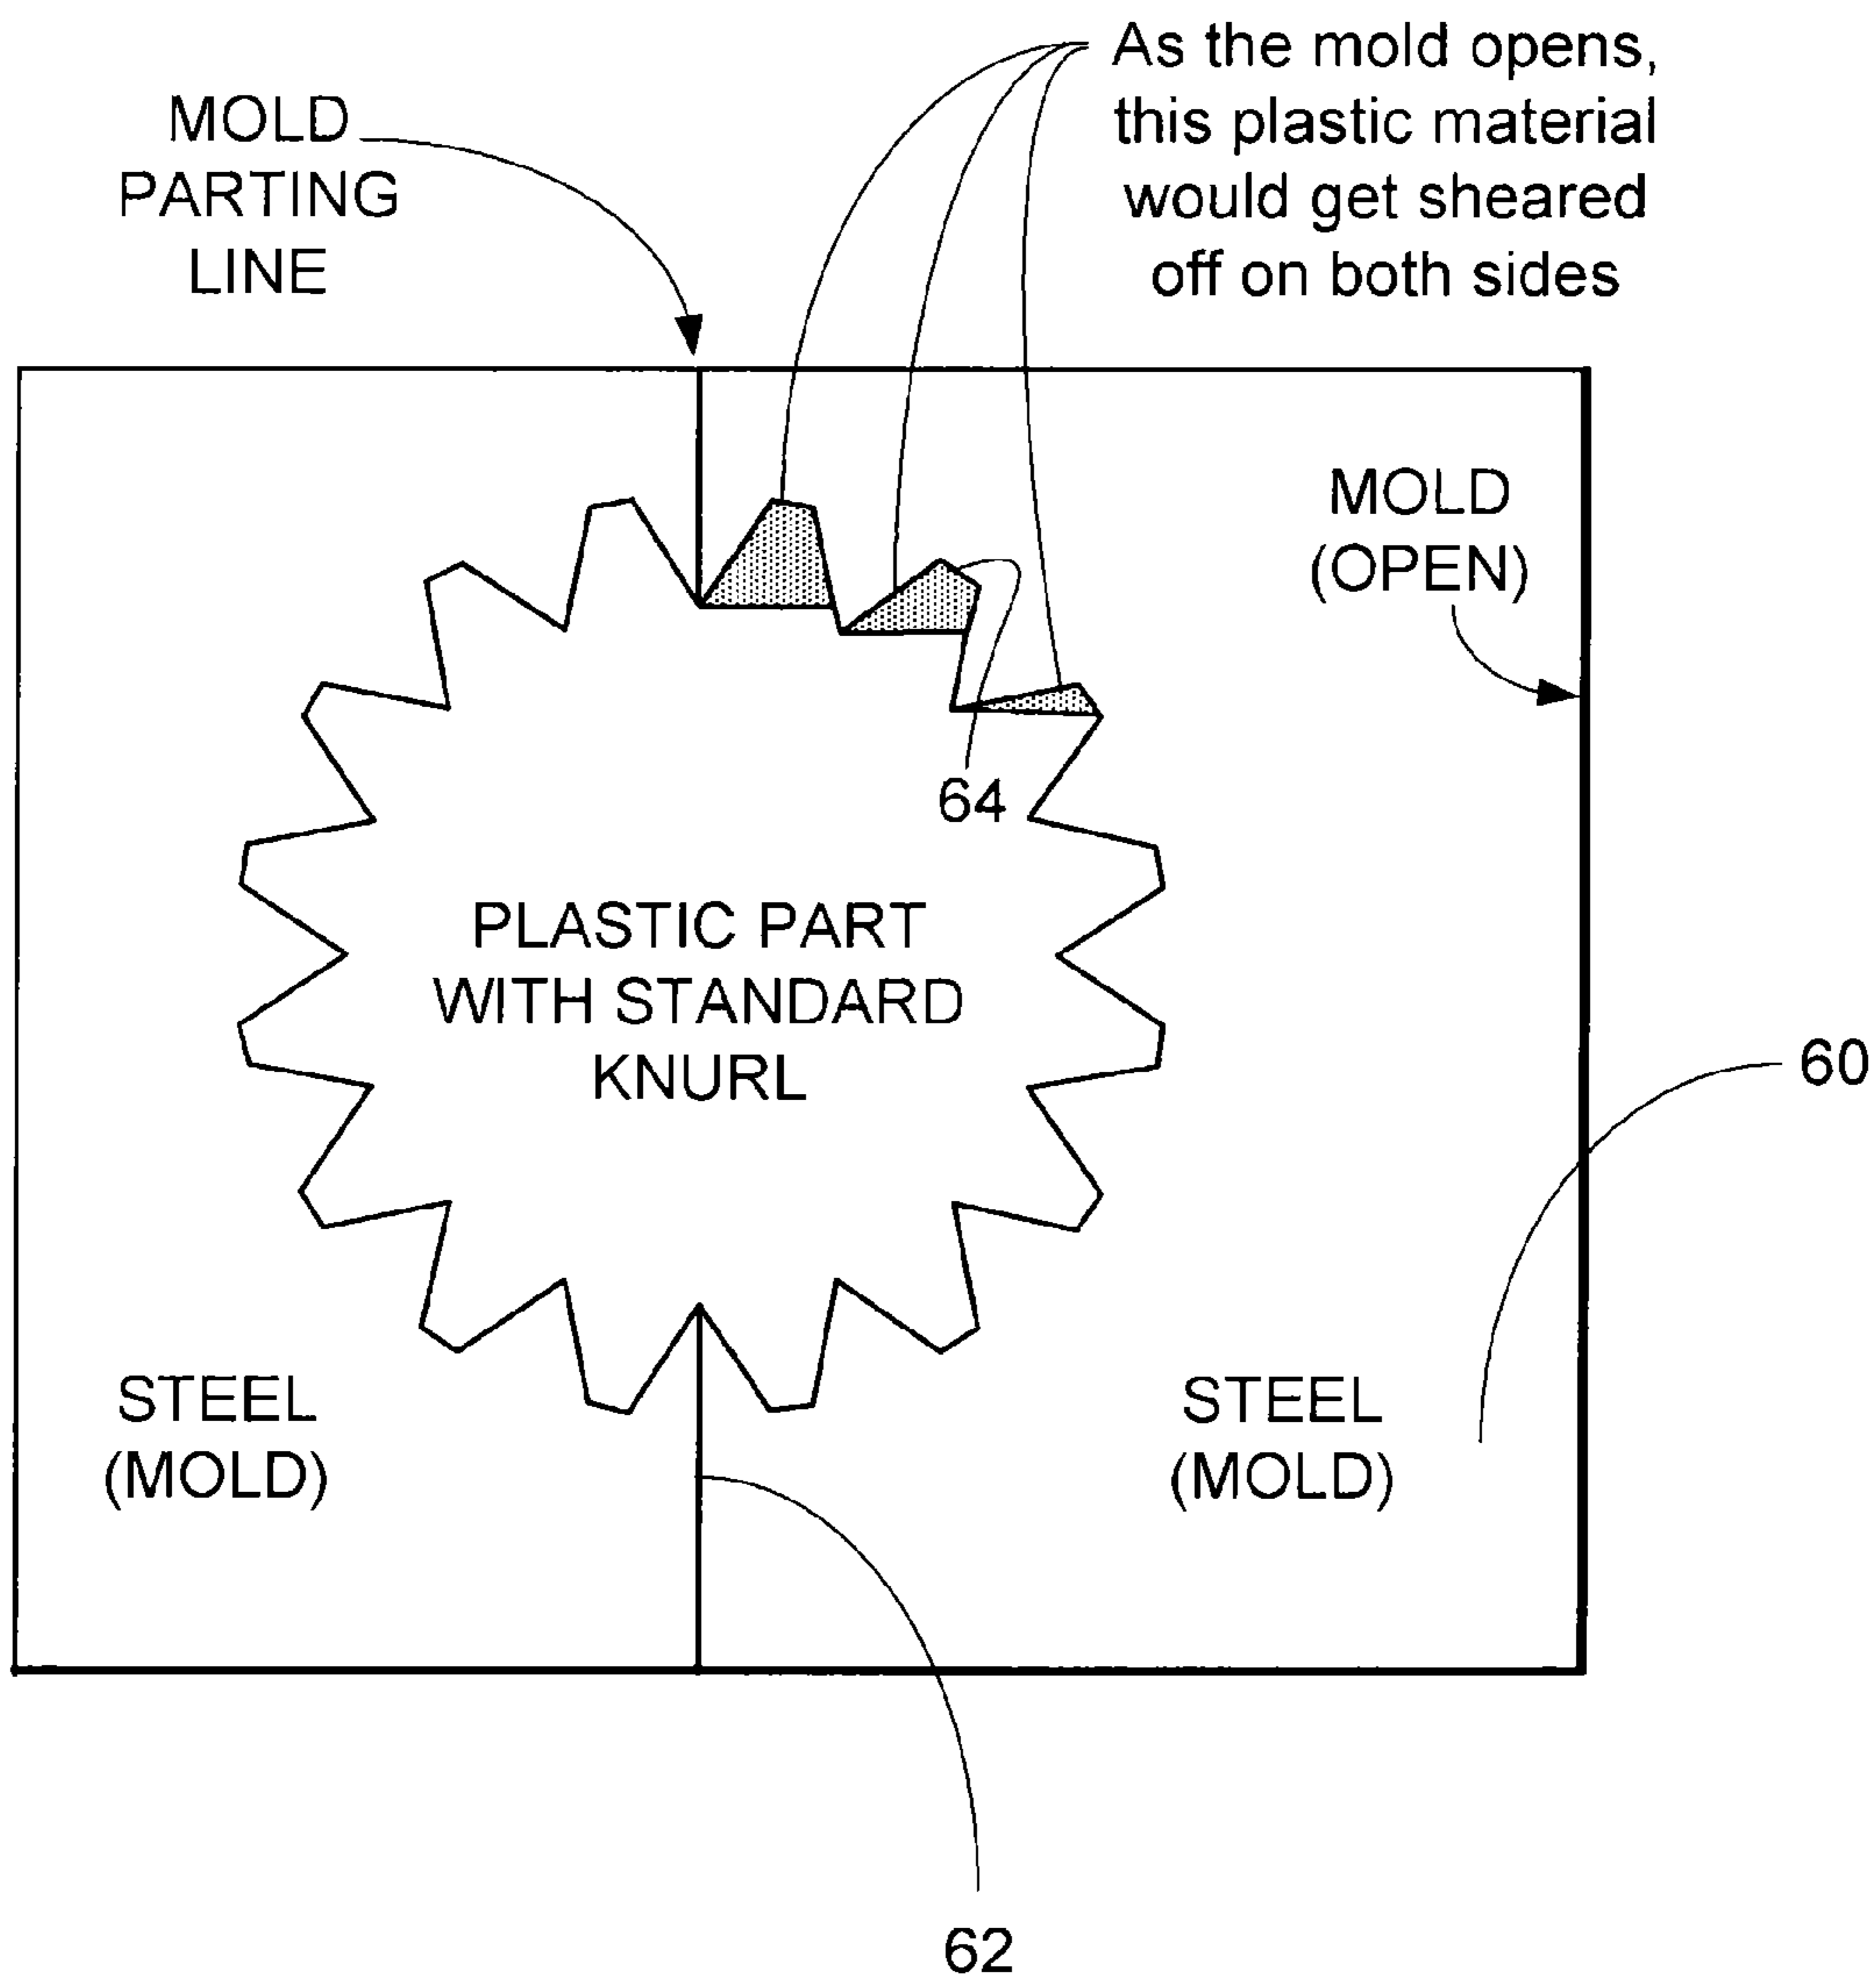 As the mold opens,
this plastic material
would get sheared
off on both sides
MOLD
PARTING
LINE
MOLD
(OPEN)
64
PLASTIC PART
WITH STANDARD
KNURL
60
STEEL
(MOLD)
STEEL
(MOLD)
62